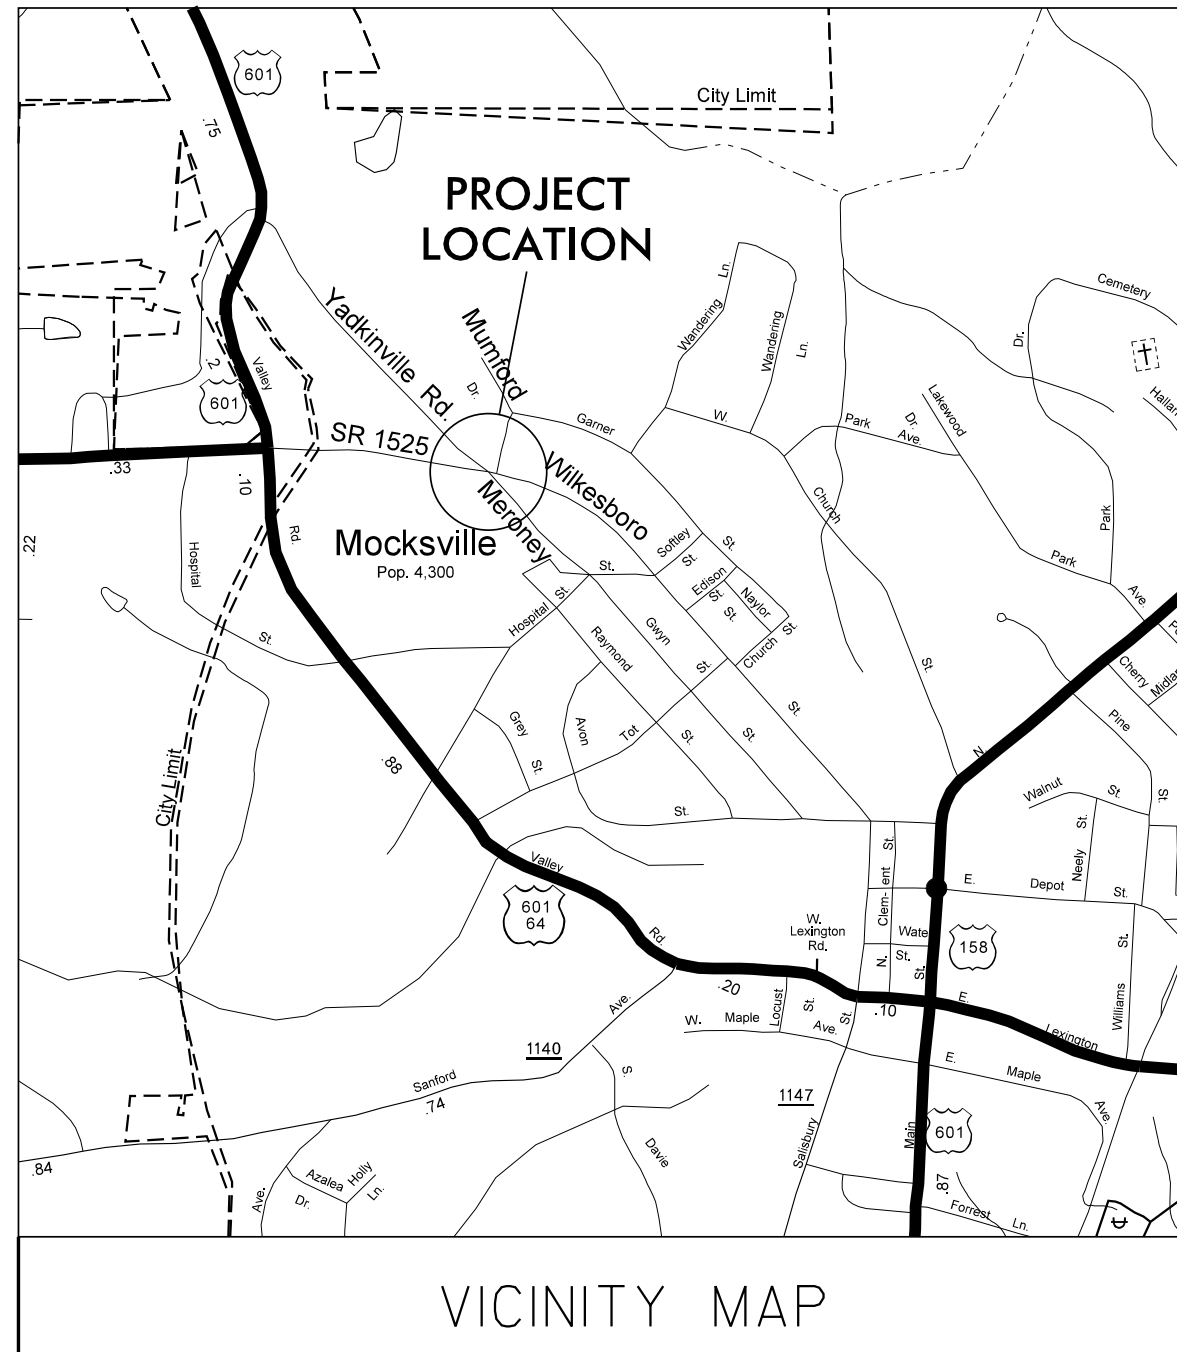 601
City Limit
.75
PROJECT
LOCATION
Yadkinville Rd.
Mumford
Dr.
Wandering
Ln.
Wandering
Ln.
Cemetery
Dr.
.2
Valley
601
SR 1525
Garner
W.
Park
Ave.
Lakewood
Dr.
.33
.10
Rd.
Wilkesboro
Meroney
Mocksville
Pop. 4,300
.22
Hospital
St.
Church
St.
Park
Park
Ave.
Softley
St.
St.
St.
Edison
St.
Naylor
St.
St.
Church
Hospital
St.
Raymond
Gwyn
St.
St.
Cherry
Pine
St.
Grey
St.
Avon
Tot
St.
St.
St.
N.
City Limit
.88
Walnut
St.
Neely
St.
Valley
Rd.
601
64
St.
Clem-
ent
St.
E.
Depot
St.
W.
Lexington
Rd.
N.
St.
St.
158
Williams
St.
.20
.10
E.
Lexington
W.
Maple
Ave.
Locust
St.
St.
E.
Maple
Ave.
Ave.
1140
Sanford
.74
S.
Davie
1147
Salisbury
Main
601
.84
Ave.
Azalea
Dr.
Holly
Ln.
.87
Forrest
Ln.
VICINITY MAP